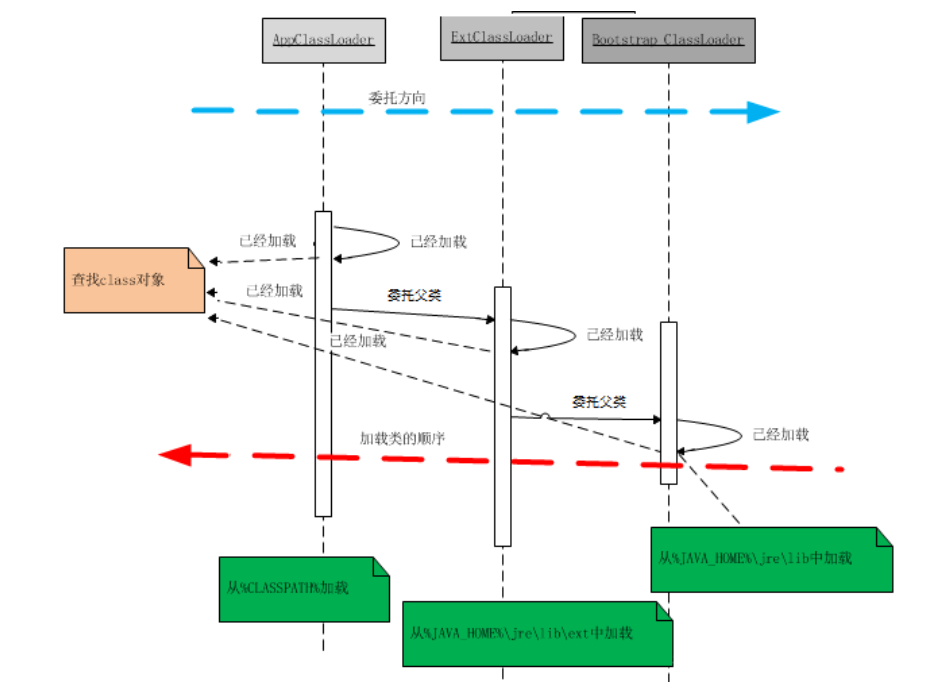 AppClassLoader
ExtClassLoader
Bootstrap ClassLoader
委托方向
已经加载
已经加载
查找class对象
已经加载
委托父类
已经加载
已经加载
委托父类
已经加载
加载类的顺序
从%JAVA_HOME%\jre\lib中加载
从%CLASSPATH%加载
从%JAVA_HOME%\jre\lib\ext中加载